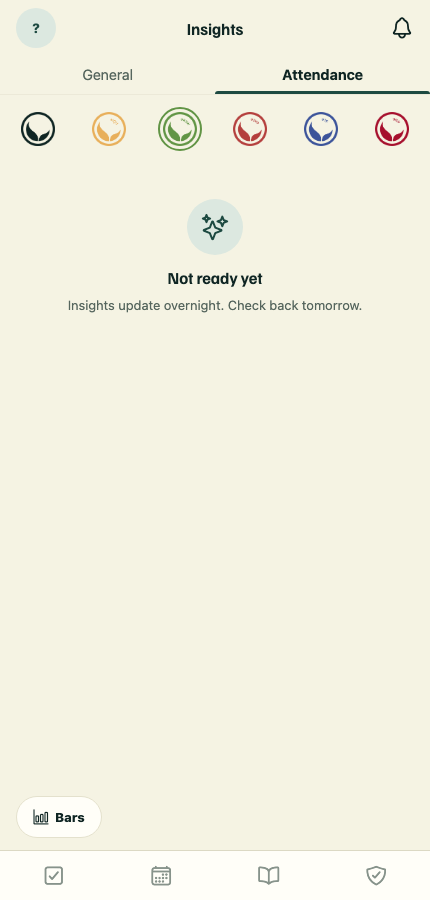 ?
Insights
General
Attendance
Not ready yet
Insights update overnight. Check back tomorrow.
Bars